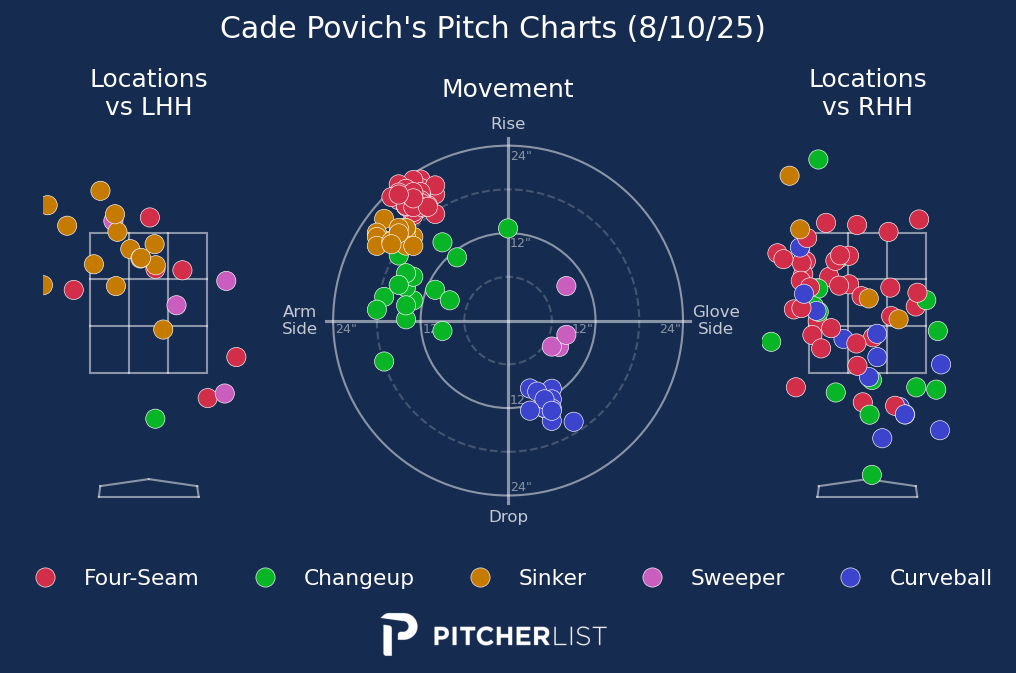 Cade Povich's Pitch Charts (8/10/25)
Locations
vs LHH
Movement
Locations
vs RHH
Rise
24"
12"
Arm
Side
24"
12"
12"
24"
Glove
Side
12"
24"
Drop
Four-Seam
Changeup
Sinker
Sweeper
Curveball
PITCHERLIST